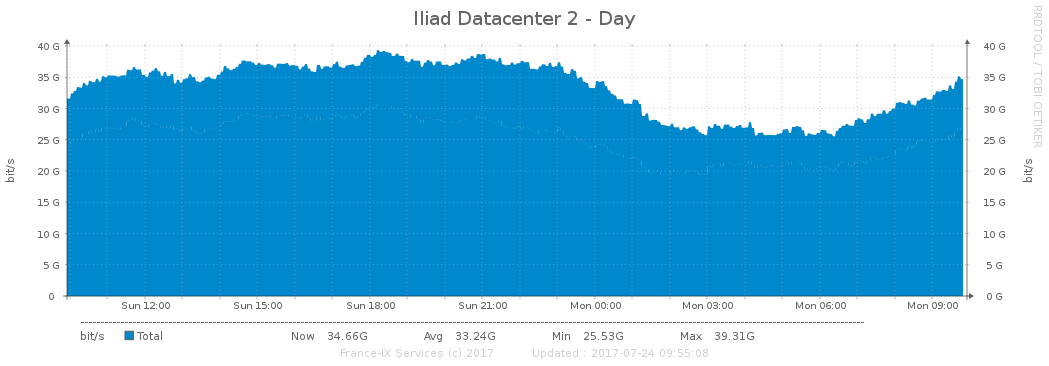 Iliad Datacenter 2 - Day
RRDTOOL / TOBI OETIKER
40 G 40 G
35 G 35 G
30 G 30 G
25 G 25 G
20 G 20 G
15 G 15 G
10 G 10 G
5 G 5 G
0 0 G
bit/s bit/s
Sun 12:00 Sun 15:00 Sun 18:00 Sun 21:00 Mon 00:00 Mon 03:00 Mon 06:00 Mon 09:00
bit/s Total Now 34.66G Avg 33.24G Min 25.53G Max 39.31G
France-IX Services (c) 2017 Updated : 2017-07-24 09:55:08